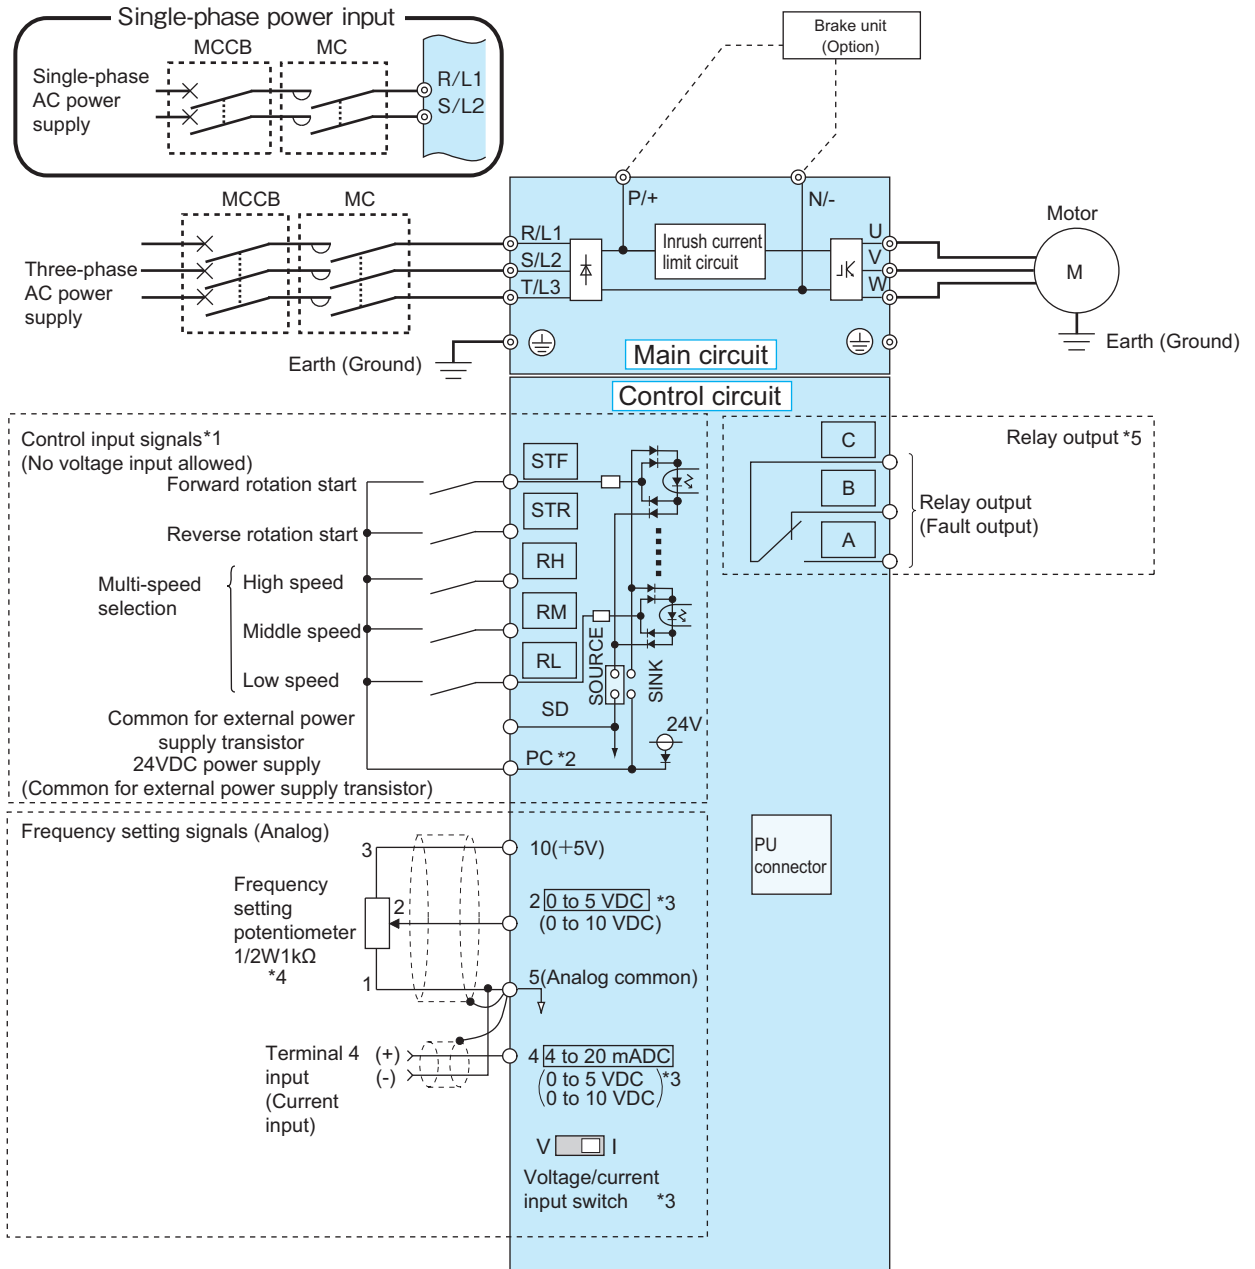 Single-phase power input
MCCB MC
Single-phase
AC power
supply
R/L1
S/L2
Brake unit
(Option)
P/+ N/-
MCCB MC
Three-phase
AC power
supply
R/L1
S/L2
T/L3
Inrush current
limit circuit
U
V
W
Motor
M
Earth (Ground)
Earth (Ground)
Main circuit
Control circuit
Control input signals*1
(No voltage input allowed)
Forward rotation start
Reverse rotation start
Multi-speed
selection
High speed
Middle speed
Low speed
Common for external power
supply transistor
24VDC power supply
(Common for external power supply transistor)
STF
STR
RH
RM
RL
SD
PC *2
SOURCE
SINK
24V
Relay output *5
C
B
A
Relay output
(Fault output)
Frequency setting signals (Analog)
3
2
1
Frequency
setting
potentiometer
1/2W1kΩ
*4
10(+5V)
2 0 to 5 VDC *3
(0 to 10 VDC)
5(Analog common)
Terminal 4
input
(Current
input)
(+)
(-)
4 4 to 20 mADC
(0 to 5 VDC
0 to 10 VDC) *3
V I
Voltage/current
input switch *3
PU
connector